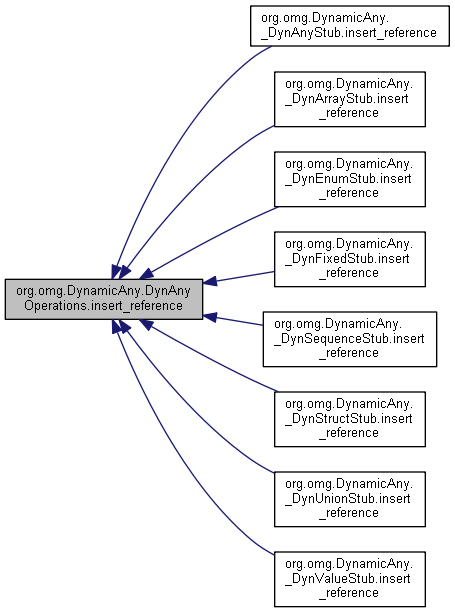 org.omg.DynamicAny.
_DynAnyStub.insert_reference
org.omg.DynamicAny.
_DynArrayStub.insert
_reference
org.omg.DynamicAny.
_DynEnumStub.insert
_reference
org.omg.DynamicAny.
_DynFixedStub.insert
_reference
org.omg.DynamicAny.DynAny
Operations.insert_reference
org.omg.DynamicAny.
_DynSequenceStub.insert
_reference
org.omg.DynamicAny.
_DynStructStub.insert
_reference
org.omg.DynamicAny.
_DynUnionStub.insert
_reference
org.omg.DynamicAny.
_DynValueStub.insert
_reference